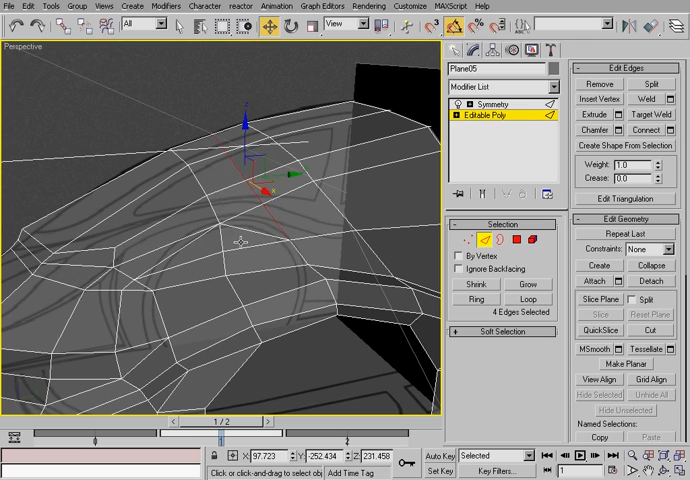 File Edit Tools Group Views Create Modifiers Character reactor Animation Graph Editors Rendering Customize MAXScript Help
All View
Perspective
Plane05
Modifier List
Symmetry
Editable Poly
Selection
By Vertex
Ignore Backfacing
Shrink Grow
Ring Loop
4 Edges Selected
Soft Selection
Edit Edges
Remove Split
Insert Vertex Weld
Extrude Target Weld
Chamfer Connect
Create Shape From Selection
Weight: 1.0
Crease: 0.0
Edit Triangulation
Edit Geometry
Repeat Last
Constraints: None
Create Collapse
Attach Detach
Slice Plane Split
Slice Reset Plane
QuickSlice Cut
MSmooth Tessellate
Make Planar
View Align Grid Align
Hide Selected Unhide All
Hide Unselected
Named Selections:
Copy Paste
1 / 2
0 1 2
X: 97.723 Y: -252.434 Z: 231.458
Auto Key Selected
Click or click-and-drag to select obj Add Time Tag
Set Key Key Filters... 1